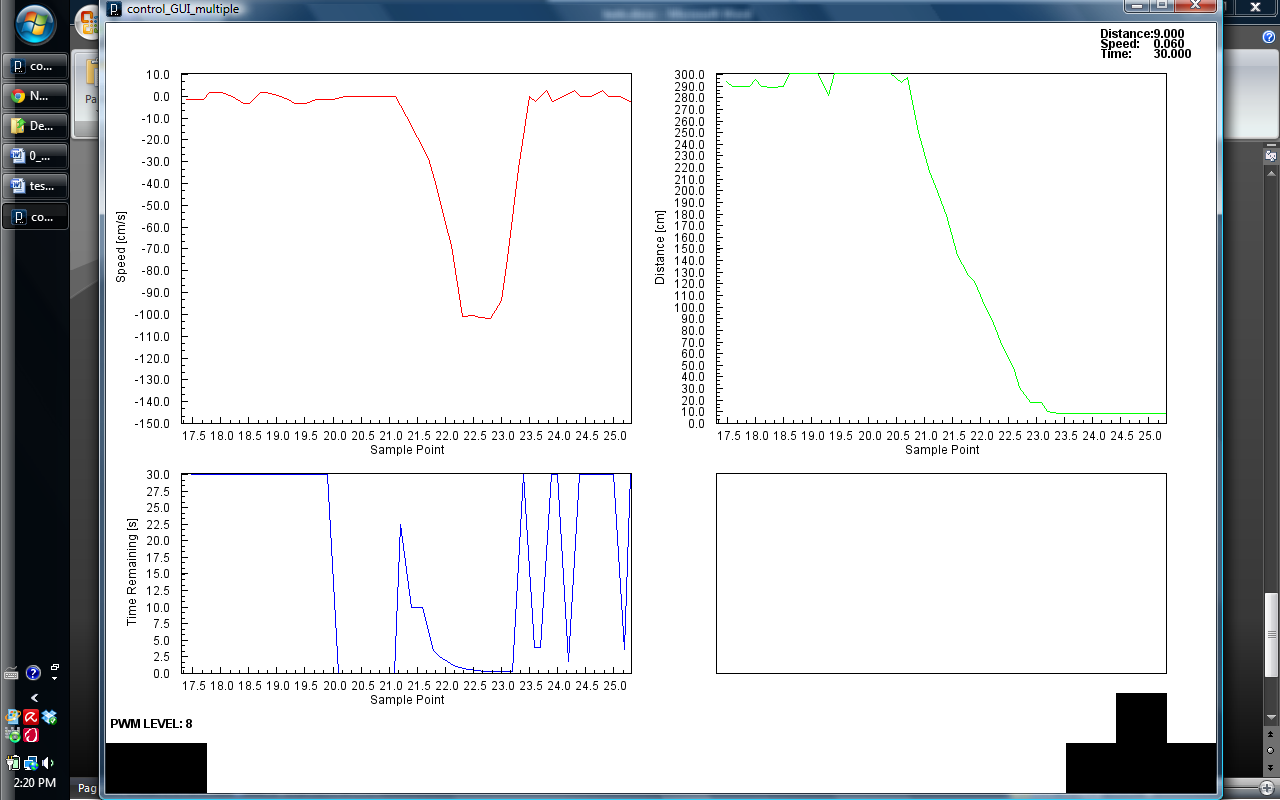 control_GUI_multiple
Distance:9.000
Speed: 0.060
Time: 30.000
co...
N...
De...
0_...
tes...
co...
Pa
10.0
0.0
-10.0
-20.0
-30.0
-40.0
-50.0
-60.0
-70.0
-80.0
-90.0
-100.0
-110.0
-120.0
-130.0
-140.0
-150.0
Speed [cm/s]
17.5 18.0 18.5 19.0 19.5 20.0 20.5 21.0 21.5 22.0 22.5 23.0 23.5 24.0 24.5 25.0
Sample Point
300.0
290.0
280.0
270.0
260.0
250.0
240.0
230.0
220.0
210.0
200.0
190.0
180.0
170.0
160.0
150.0
140.0
130.0
120.0
110.0
100.0
90.0
80.0
70.0
60.0
50.0
40.0
30.0
20.0
10.0
0.0
Distance [cm]
17.5 18.0 18.5 19.0 19.5 20.0 20.5 21.0 21.5 22.0 22.5 23.0 23.5 24.0 24.5 25.0
Sample Point
30.0
27.5
25.0
22.5
20.0
17.5
15.0
12.5
10.0
7.5
5.0
2.5
0.0
Time Remaining [s]
17.5 18.0 18.5 19.0 19.5 20.0 20.5 21.0 21.5 22.0 22.5 23.0 23.5 24.0 24.5 25.0
Sample Point
PWM LEVEL: 8
2:20 PM
Pag